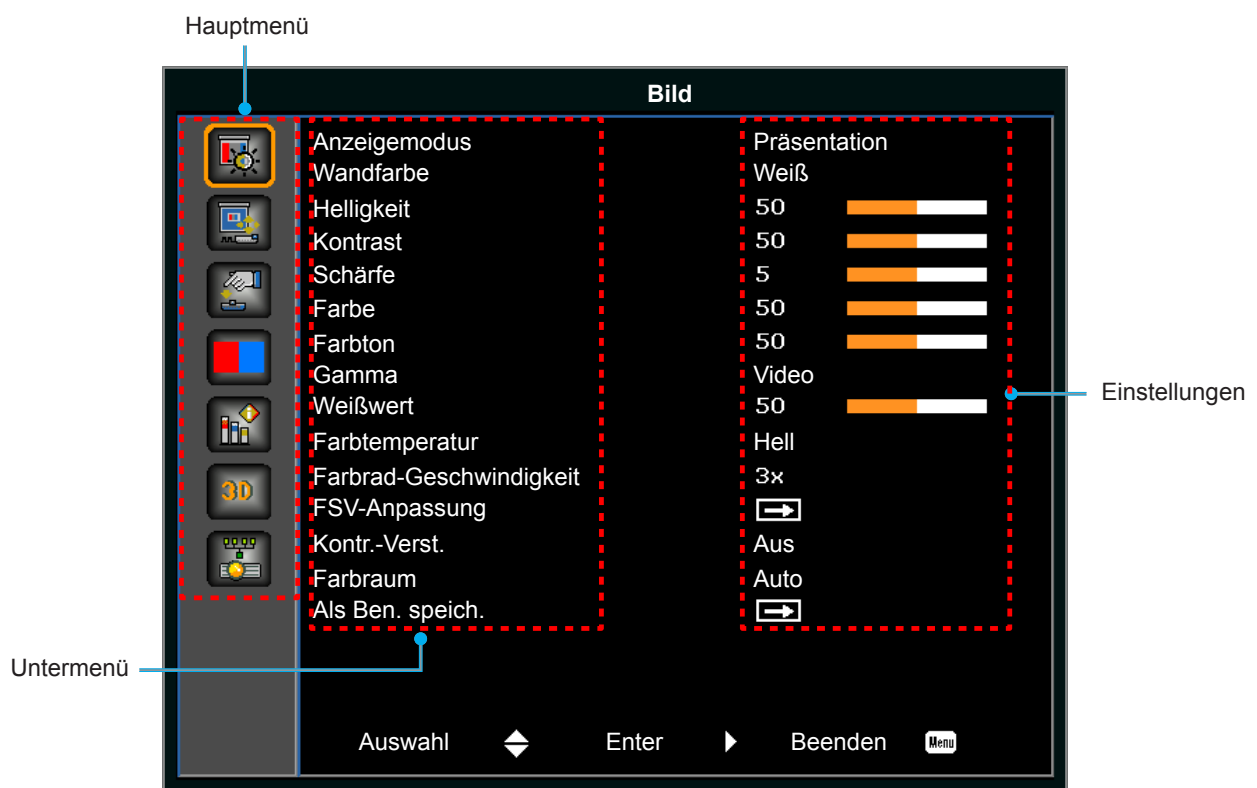 Hauptmenü
Bild
Anzeigemodus Präsentation
Wandfarbe Weiß
Helligkeit 50
Kontrast 50
Schärfe 5
Farbe 50
Farbton 50
Gamma Video
Weißwert 50
Farbtemperatur Hell
Farbrad-Geschwindigkeit 3x
FSV-Anpassung
Kontr.-Verst. Aus
Farbraum Auto
Als Ben. speich.
3D
Einstellungen
Untermenü
Auswahl Enter Beenden Menu